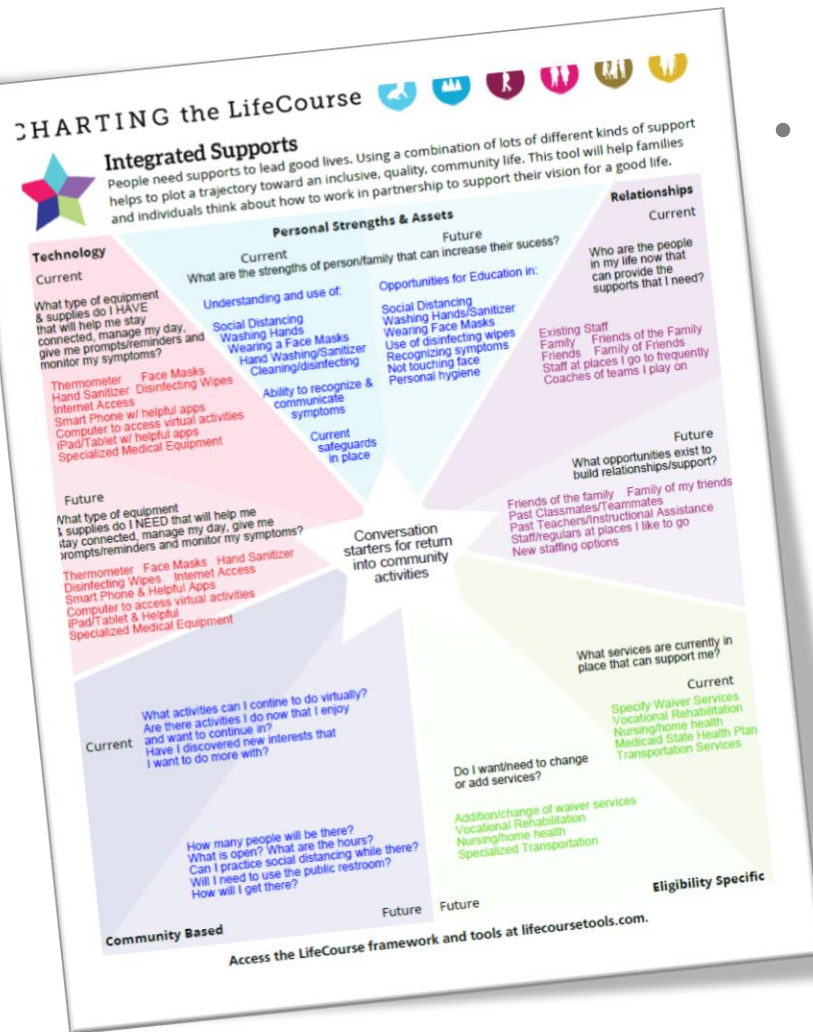 CHARTING the LifeCourse
Integrated Supports
People need supports to lead good lives. Using a combination of lots of different kinds of support
helps to plot a trajectory toward an inclusive, quality, community life. This tool will help families
and individuals think about how to work in partnership to support their vision for a good life.
Technology
Current
What type of equipment
& supplies do I HAVE
that will help me stay
connected, manage my day,
give me prompts/reminders and
monitor my symptoms?
Thermometer Face Masks
Hand Sanitizer Disinfecting Wipes
Internet Access
Smart Phone w/ helpful apps
Computer to access virtual activities
iPad/Tablet w/ helpful apps
Specialized Medical Equipment
Future
What type of equipment
& supplies do I NEED that will help me
stay connected, manage my day, give me
prompts/reminders and monitor my symptoms?
Thermometer Face Masks Hand Sanitizer
Disinfecting Wipes Internet Access
Smart Phone & Helpful Apps
Computer to access virtual activities
iPad/Tablet & Helpful
Specialized Medical Equipment
Personal Strengths & Assets
Current Future
What are the strengths of person/family that can increase their sucess?
Understanding and use of:
Social Distancing
Washing Hands
Wearing a Face Masks
Hand Washing/Sanitizer
Cleaning/disinfecting
Ability to recognize &
communicate
symptoms
Current
safeguards
in place
Opportunities for Education in:
Social Distancing
Washing Hands/Sanitizer
Wearing Face Masks
Use of disinfecting wipes
Recognizing symptoms
Not touching face
Personal hygiene
Relationships
Current
Who are the people
in my life now that
can provide the
supports that I need?
Existing Staff
Family Friends of the Family
Friends Family of Friends
Staff at places I go to frequently
Coaches of teams I play on
Future
What opportunities exist to
build relationships/support?
Friends of the family Family of my friends
Past Classmates/Teammates
Past Teachers/Instructional Assistance
Staff/regulars at places I like to go
New staffing options
Conversation
starters for return
into community
activities
Current
What activities can I contine to do virtually?
Are there activities I do now that I enjoy
and want to continue in?
Have I discovered new interests that
I want to do more with?
How many people will be there?
What is open? What are the hours?
Can I practice social distancing while there?
Will I need to use the public restroom?
How will I get there?
Community Based
Future
What services are currently in
place that can support me?
Current
Specify Waiver Services
Vocational Rehabilitation
Nursing/home health
Medicaid State Health Plan
Transportation Services
Do I want/need to change
or add services?
Addition/change of waiver services
Vocational Rehabilitation
Nursing/home health
Specialized Transportation
Future
Eligibility Specific
Access the LifeCourse framework and tools at lifecoursetools.com.